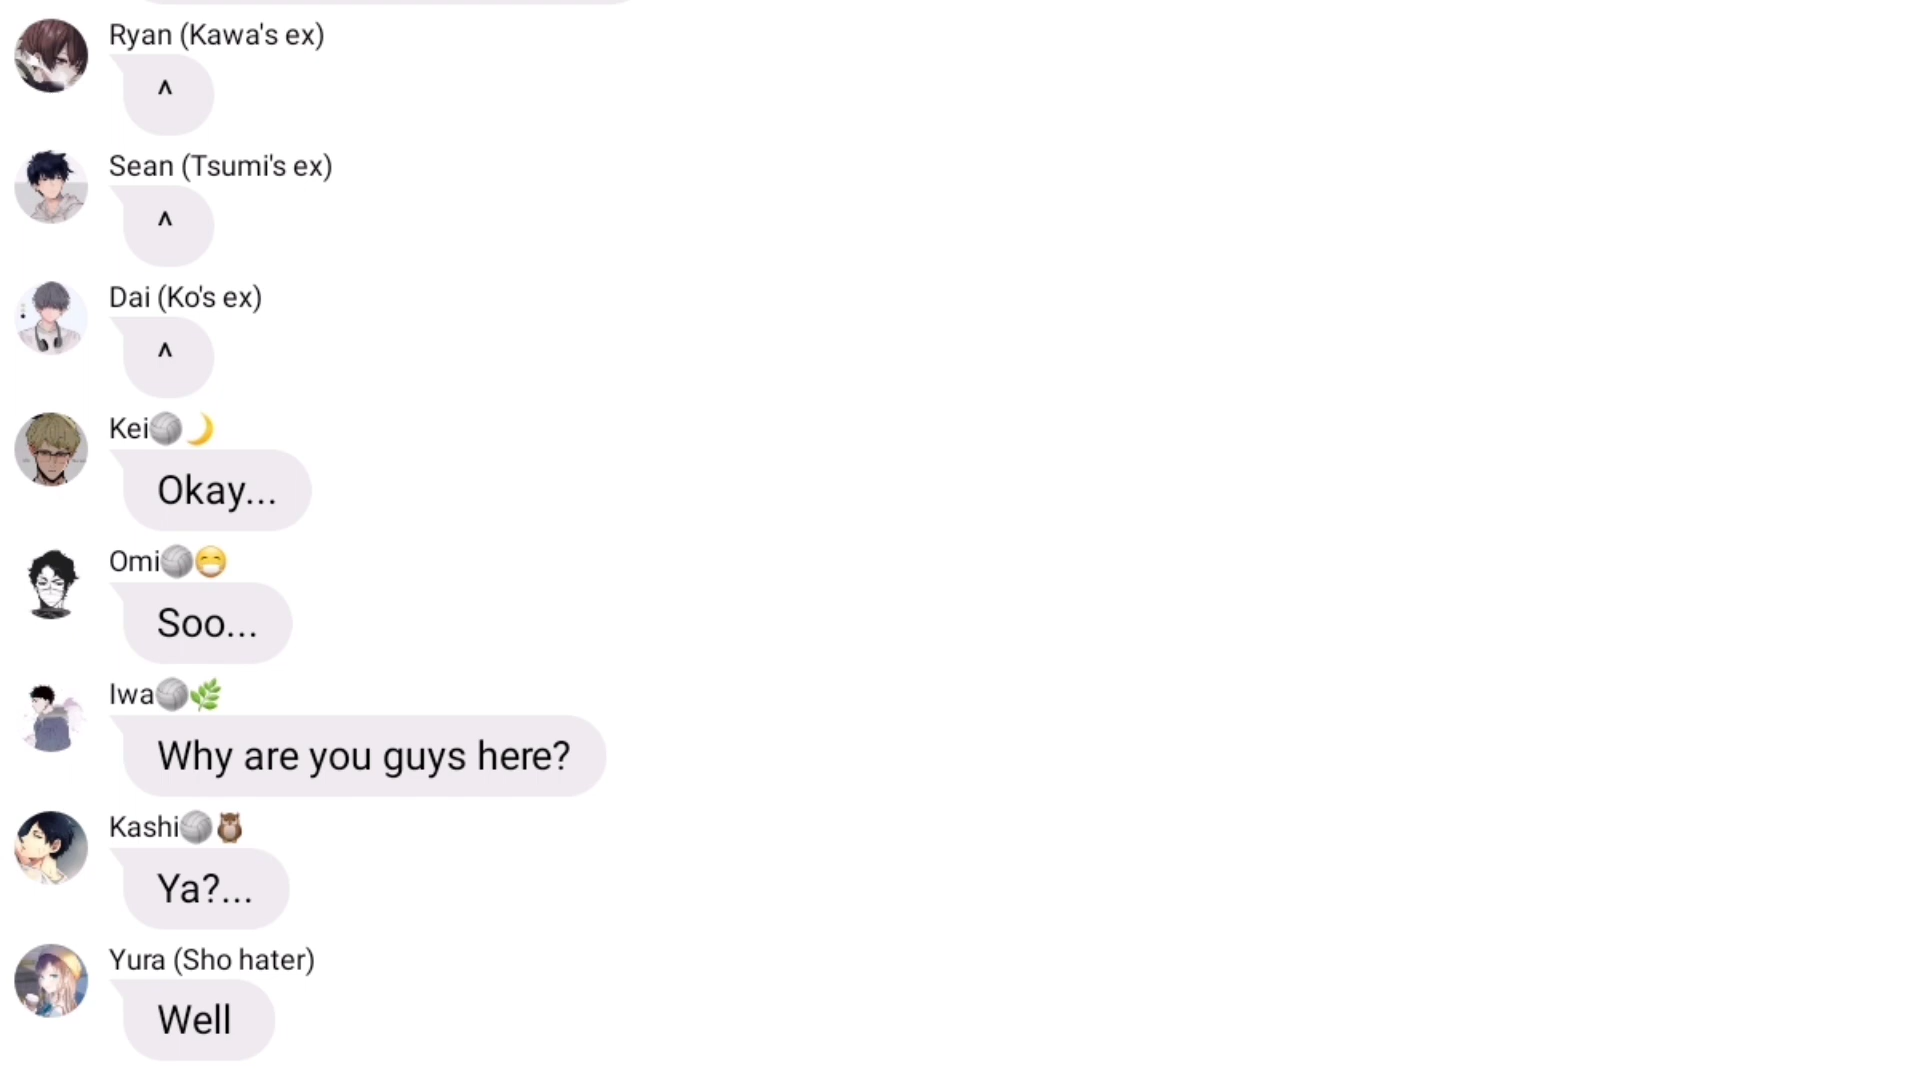 Ryan (Kawa's ex)
^
Sean (Tsumi's ex)
^
Dai (Ko's ex)
^
Kei🏐🌙
Okay...
Omi🏐😷
Soo...
Iwa🏐🌿
Why are you guys here?
Kashi🏐🦉
Ya?...
Yura (Sho hater)
Well